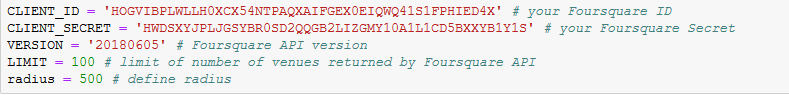 CLIENT_ID = 'HOGVIBPLWLLH0XCX54NTPAQXAIFGEX0EIQWQ41S1FPHIED4X' # your Foursquare ID
CLIENT_SECRET = 'HWDSXYJPLJGSYBR0SD2QQGB2LIZGMY10A1L1CD5BXXYB1Y1S' # your Foursquare Secret
VERSION = '20180605' # Foursquare API version
LIMIT = 100 # limit of number of venues returned by Foursquare API
radius = 500 # define radius